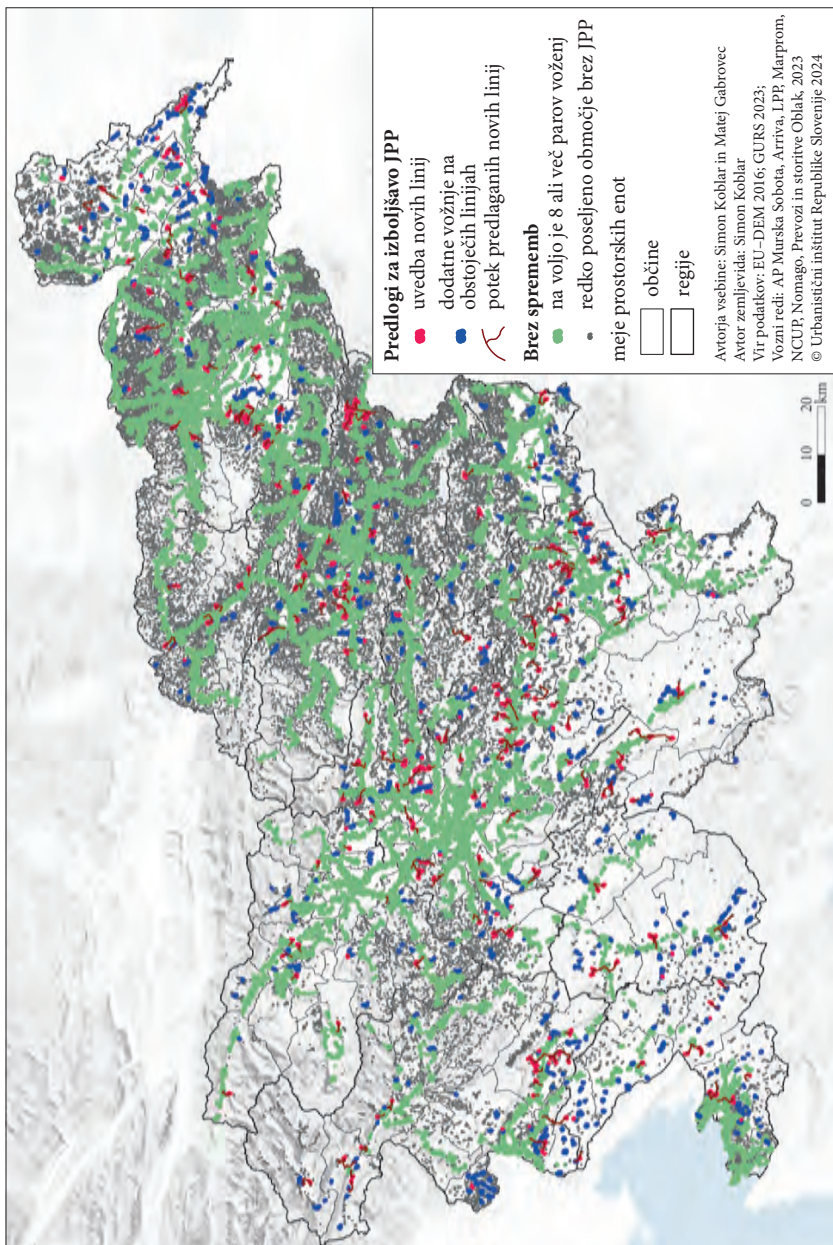 Predlogi za izboljšavo JPP
uvedba novih linij
dodatne vožnje na
obstoječih linijah
potek predlaganih novih linij
Brez sprememb
na voljo je 8 ali več parov voženj
redko poseljeno območje brez JPP
meje prostorskih enot
občine
regije
Avtorja vsebine: Simon Koblar in Matej Gabrovec
Avtor zemljevida: Simon Koblar
Vir podatkov: EU–DEM 2016; GURS 2023;
Vozni redi: AP Murska Sobota, Arriva, LPP, Marprom,
NCUP, Nomago, Prevozi in storitve Oblak, 2023
© Urbanistični inštitut Republike Slovenije 2024
0 10 20
km